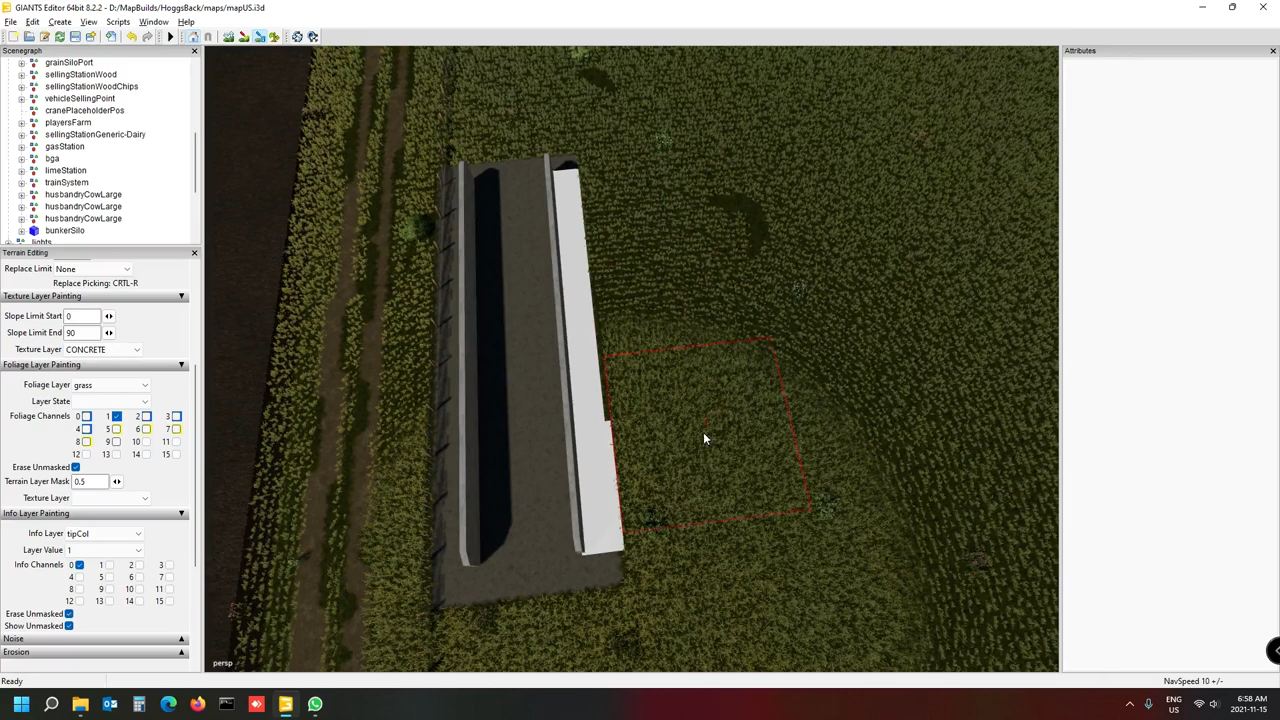 GIANTS Editor 64bit 8.2.2 - D:/MapBuilds/HoggsBack/maps/mapUS.i3d
File Edit Create View Scripts Window Help
Scenegraph
grainSiloPort
sellingStationWood
sellingStationWoodChips
vehicleSellingPoint
cranePlaceholderPos
playersFarm
sellingStationGeneric-Dairy
gasStation
bga
limeStation
trainSystem
husbandryCowLarge
husbandryCowLarge
husbandryCowLarge
bunkerSilo
lights
Terrain Editing
Replace Limit None
Replace Picking: CRTL-R
Texture Layer Painting
Slope Limit Start 0
Slope Limit End 90
Texture Layer CONCRETE
Foliage Layer Painting
Foliage Layer grass
Layer State
Foliage Channels 0 1 2 3
4 5 6 7
8 9 10 11
12 13 14 15
Erase Unmasked
Terrain Layer Mask 0.5
Texture Layer
Info Layer Painting
Info Layer tipCol
Layer Value 1
Info Channels 0 1 2 3
4 5 6 7
8 9 10 11
12 13 14 15
Erase Unmasked
Show Unmasked
Noise
Erosion
persp
Attributes
Ready
NavSpeed 10 +/-
ENG
US
6:58 AM
2021-11-15